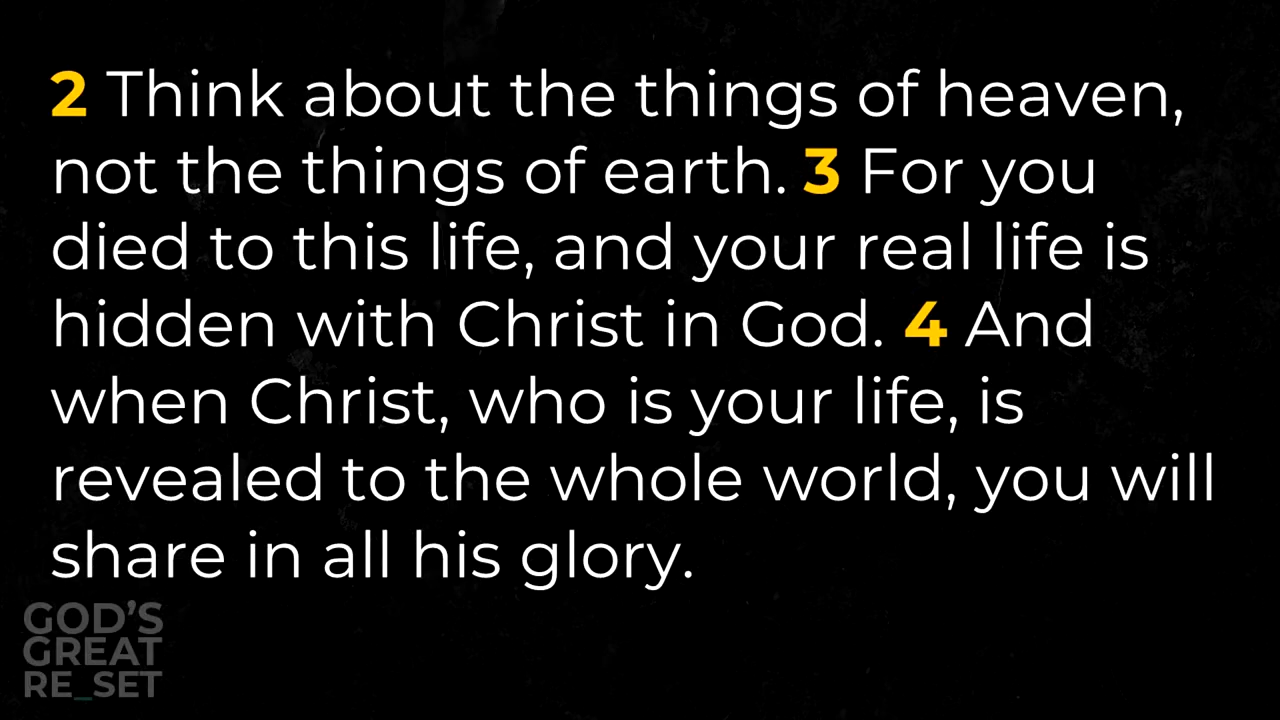 2 Think about the things of heaven,
not the things of earth. 3 For you
died to this life, and your real life is
hidden with Christ in God. 4 And
when Christ, who is your life, is
revealed to the whole world, you will
share in all his glory.
GOD’S
GREAT
RE_SET